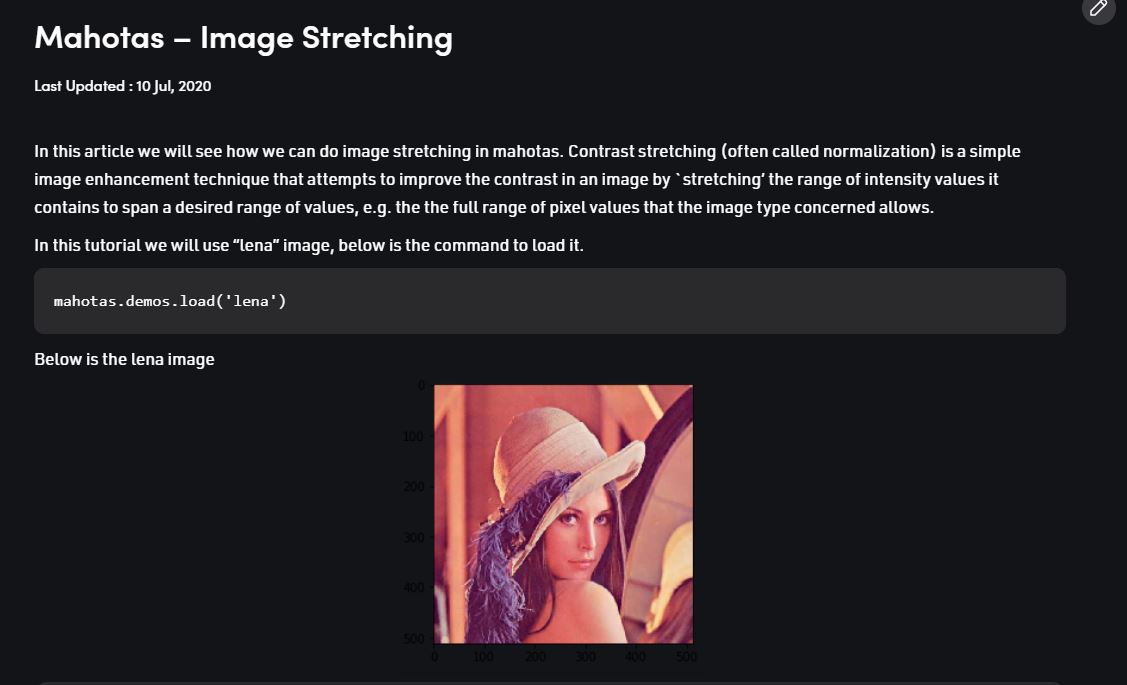 Mahotas – Image Stretching
Last Updated : 10 Jul, 2020
In this article we will see how we can do image stretching in mahotas. Contrast stretching (often called normalization) is a simple
image enhancement technique that attempts to improve the contrast in an image by `stretching’ the range of intensity values it
contains to span a desired range of values, e.g. the the full range of pixel values that the image type concerned allows.
In this tutorial we will use “lena” image, below is the command to load it.
mahotas.demos.load('lena')
Below is the lena image
0
100
200
300
400
500
0 100 200 300 400 500